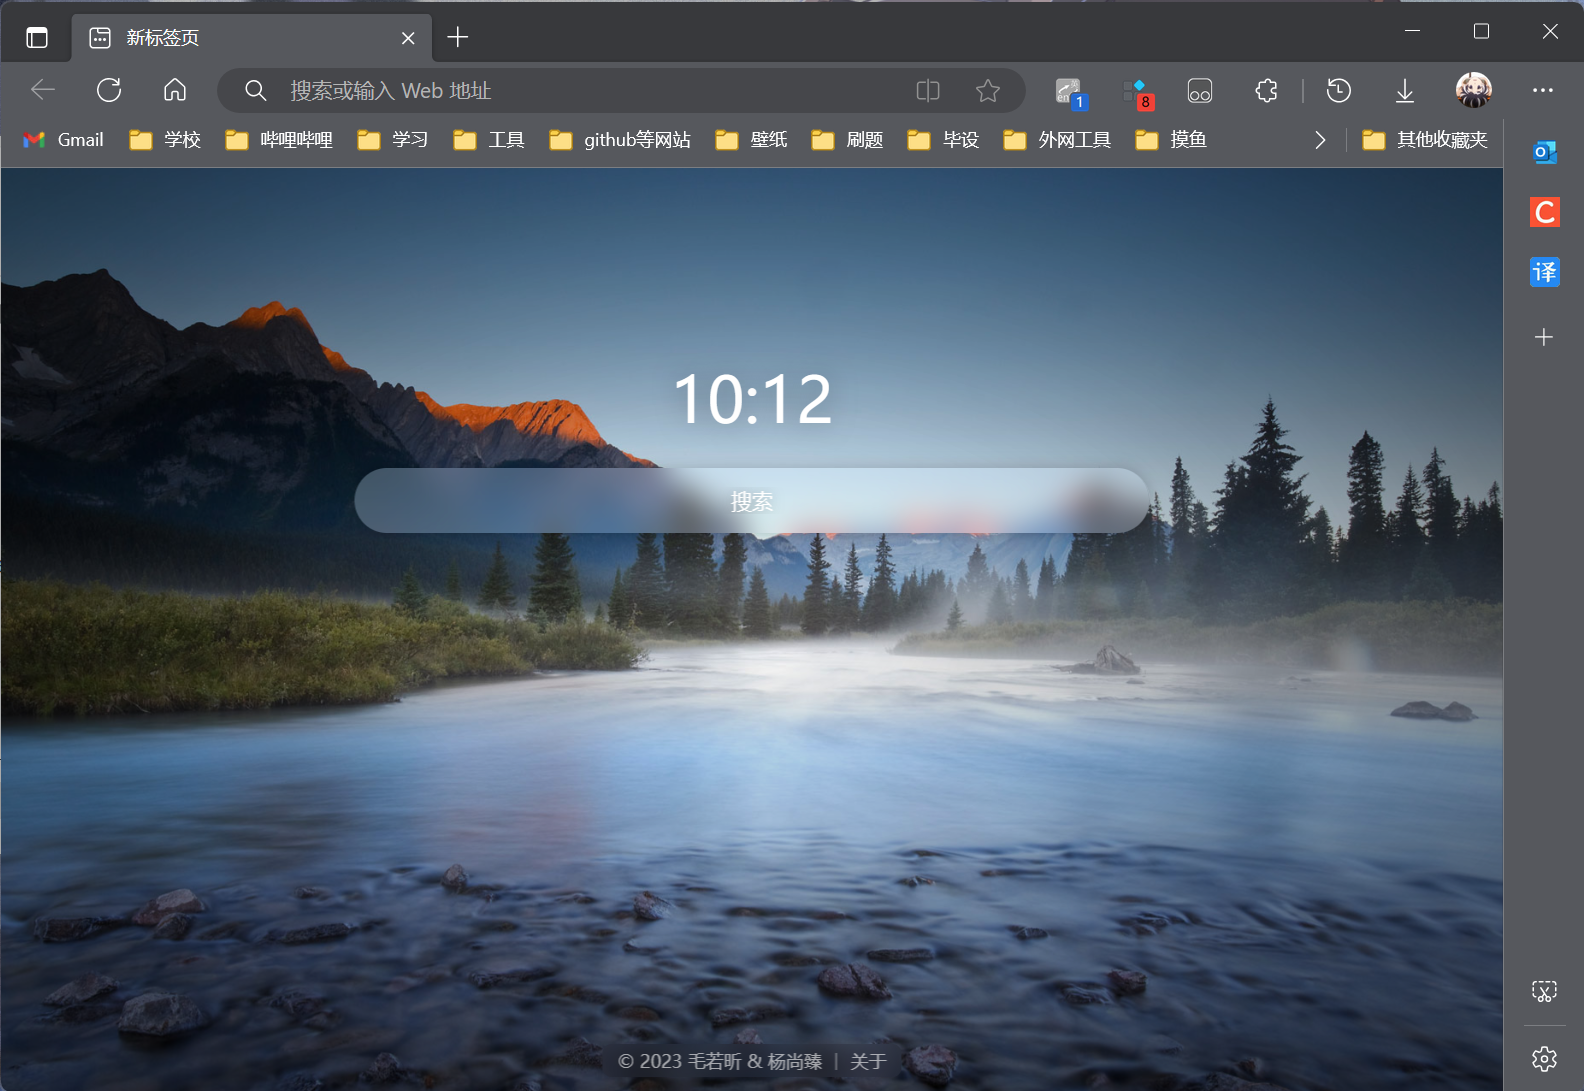 新标签页
搜索或输入 Web 地址
1
8
Gmail 学校 哔哩哔哩 学习 工具 github等网站 壁纸 刷题 毕设 外网工具 摸鱼 其他收藏夹
C
译
10:12
搜索
© 2023 毛若昕 & 杨尚臻 | 关于